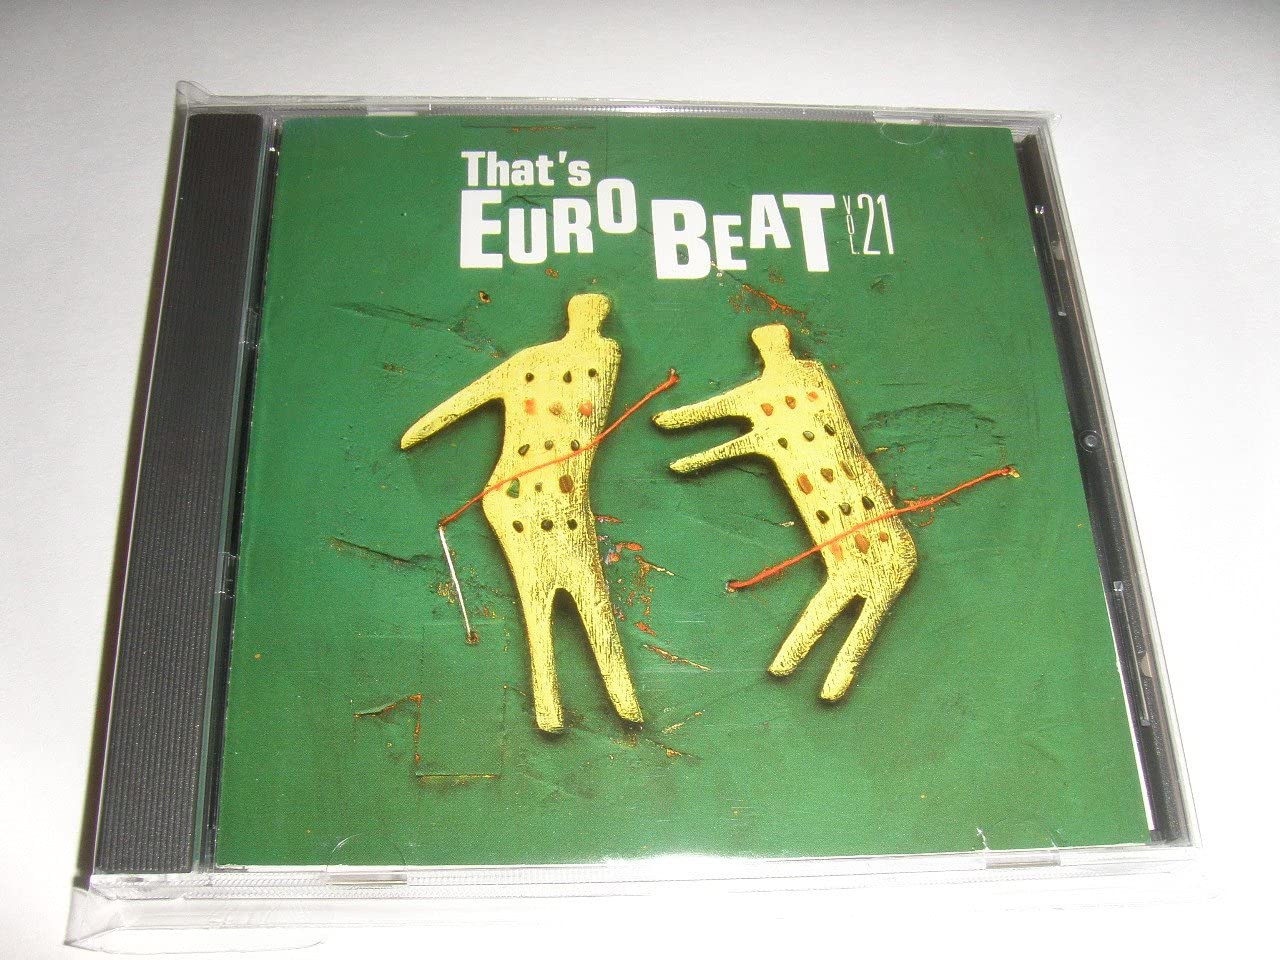 That's
EURO BEAT VOL. 21